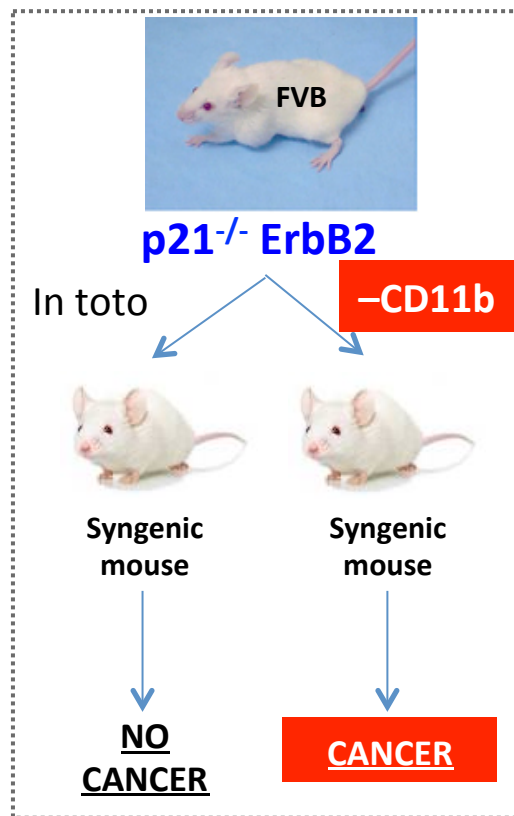 FVB
p21-/- ErbB2
In toto
–CD11b
Syngenic
mouse
Syngenic
mouse
NO
CANCER
CANCER